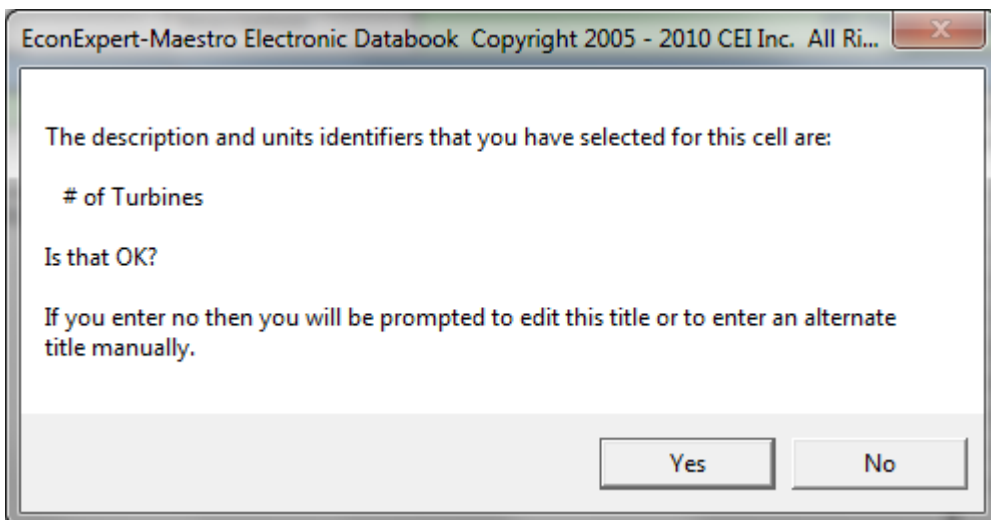 EconExpert-Maestro Electronic Databook Copyright 2005 - 2010 CEI Inc. All Ri...
The description and units identifiers that you have selected for this cell are:
# of Turbines
Is that OK?
If you enter no then you will be prompted to edit this title or to enter an alternate
title manually.
Yes
No